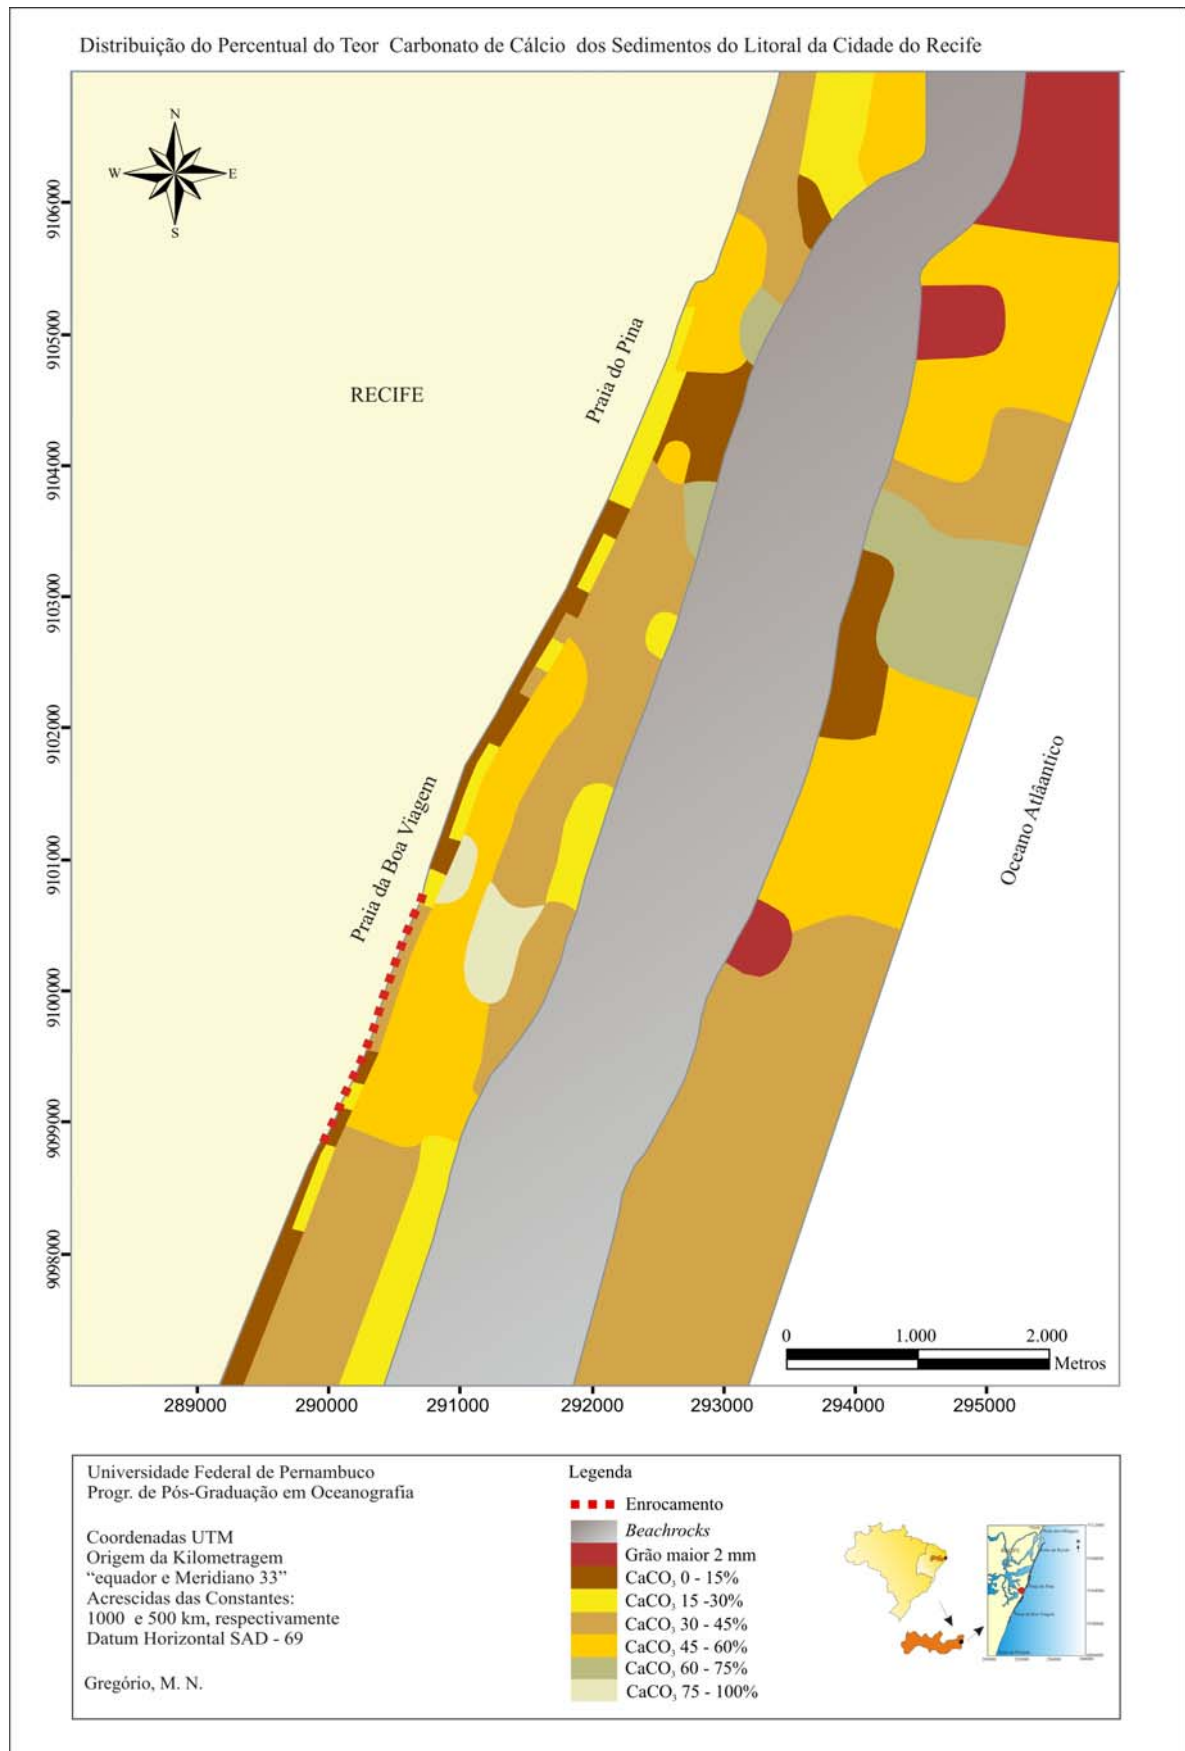 Distribuição do Percentual do Teor Carbonato de Cálcio dos Sedimentos do Litoral da Cidade do Recife
N
W
E
S
9106000
9105000
9104000
9103000
9102000
9101000
9100000
9099000
9098000
RECIFE
Praia do Pina
Praia da Boa Viagem
Oceano Atlâantico
0
1.000
2.000
Metros
289000
290000
291000
292000
293000
294000
295000
Universidade Federal de Pernambuco
Progr. de Pós-Graduação em Oceanografia
Coordenadas UTM
Origem da Kilometragem
“equador e Meridiano 33”
Acrescidas das Constantes:
1000 e 500 km, respectivamente
Datum Horizontal SAD - 69
Gregório, M. N.
Legenda
Enrocamento
Beachrocks
Grão maior 2 mm
CaCO₃ 0 - 15%
CaCO₃ 15 -30%
CaCO₃ 30 - 45%
CaCO₃ 45 - 60%
CaCO₃ 60 - 75%
CaCO₃ 75 - 100%